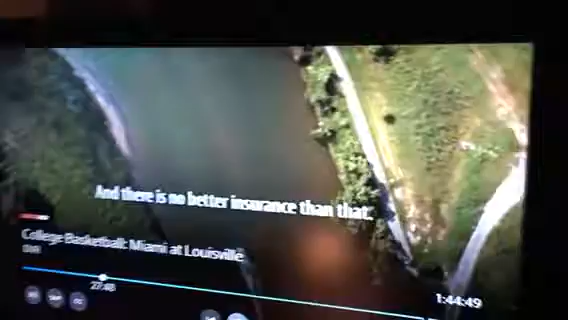 And there is no better insurance than that.
College Basketball: Miami at Louisville
27:48
1:44:49